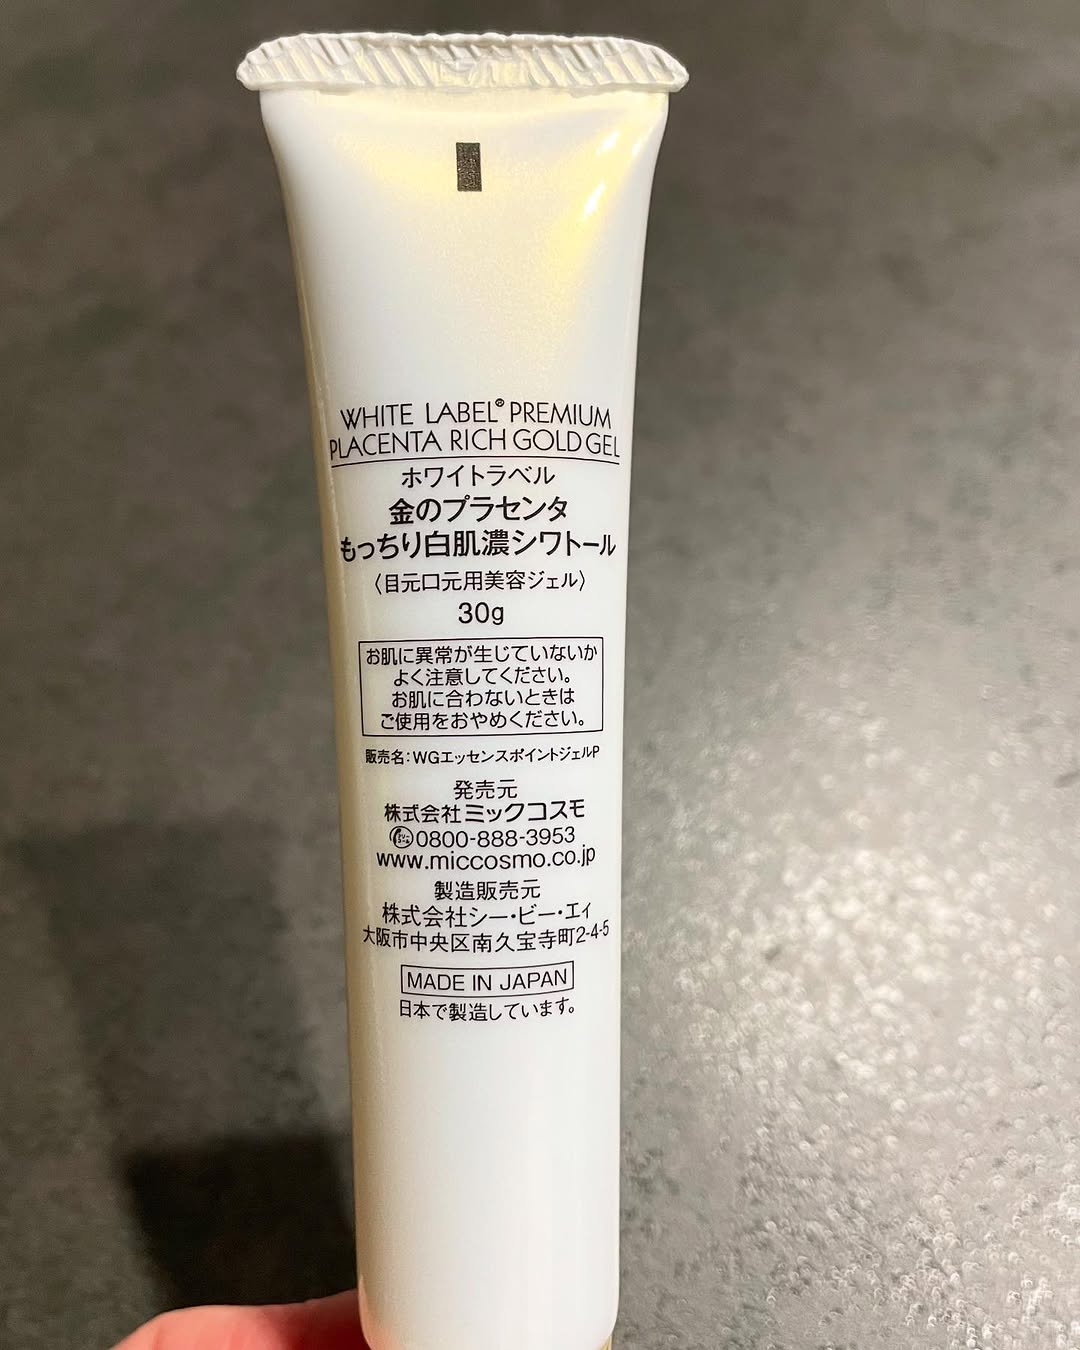 WHITE LABEL® PREMIUM
PLACENTA RICH GOLD GEL
ホワイトラベル
金のプラセンタ
もっちり白肌濃シワトール
〈目元口元用美容ジェル〉
30g
お肌に異常が生じていないか
よく注意してください。
お肌に合わないときは
ご使用をおやめください。
販売名:WGエッセンスポイントジェルP
発売元
株式会社ミックコスモ
0800-888-3953
www.miccosmo.co.jp
製造販売元
株式会社シー・ビー・エィ
大阪市中央区南久宝寺町2-4-5
MADE IN JAPAN
日本で製造しています。